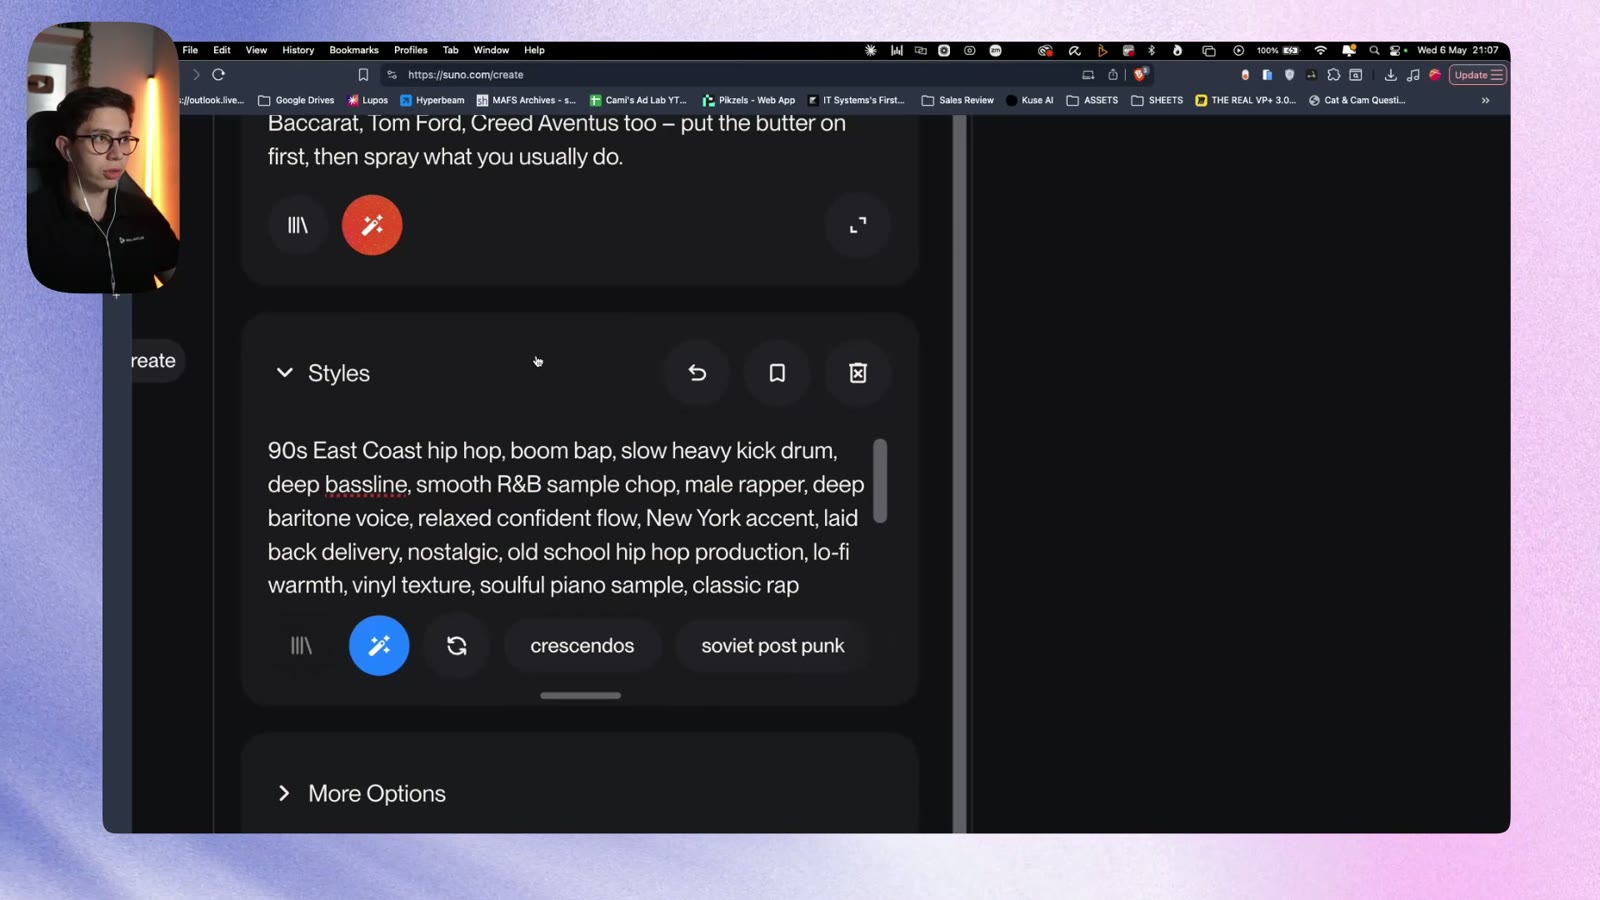 File Edit View History Bookmarks Profiles Tab Window Help 100% Wed 6 May 21:07
https://suno.com/create Update
s://outlook.live... Google Drives Lupos Hyperbeam MAFS Archives - s... Cami's Ad Lab YT... Pikzels - Web App IT Systems's First... Sales Review Kuse AI ASSETS SHEETS THE REAL VP+ 3.0... Cat & Cam Questi... »
Baccarat, Tom Ford, Creed Aventus too – put the butter on
first, then spray what you usually do.
reate
Styles
90s East Coast hip hop, boom bap, slow heavy kick drum,
deep bassline, smooth R&B sample chop, male rapper, deep
baritone voice, relaxed confident flow, New York accent, laid
back delivery, nostalgic, old school hip hop production, lo-fi
warmth, vinyl texture, soulful piano sample, classic rap
crescendos soviet post punk
More Options